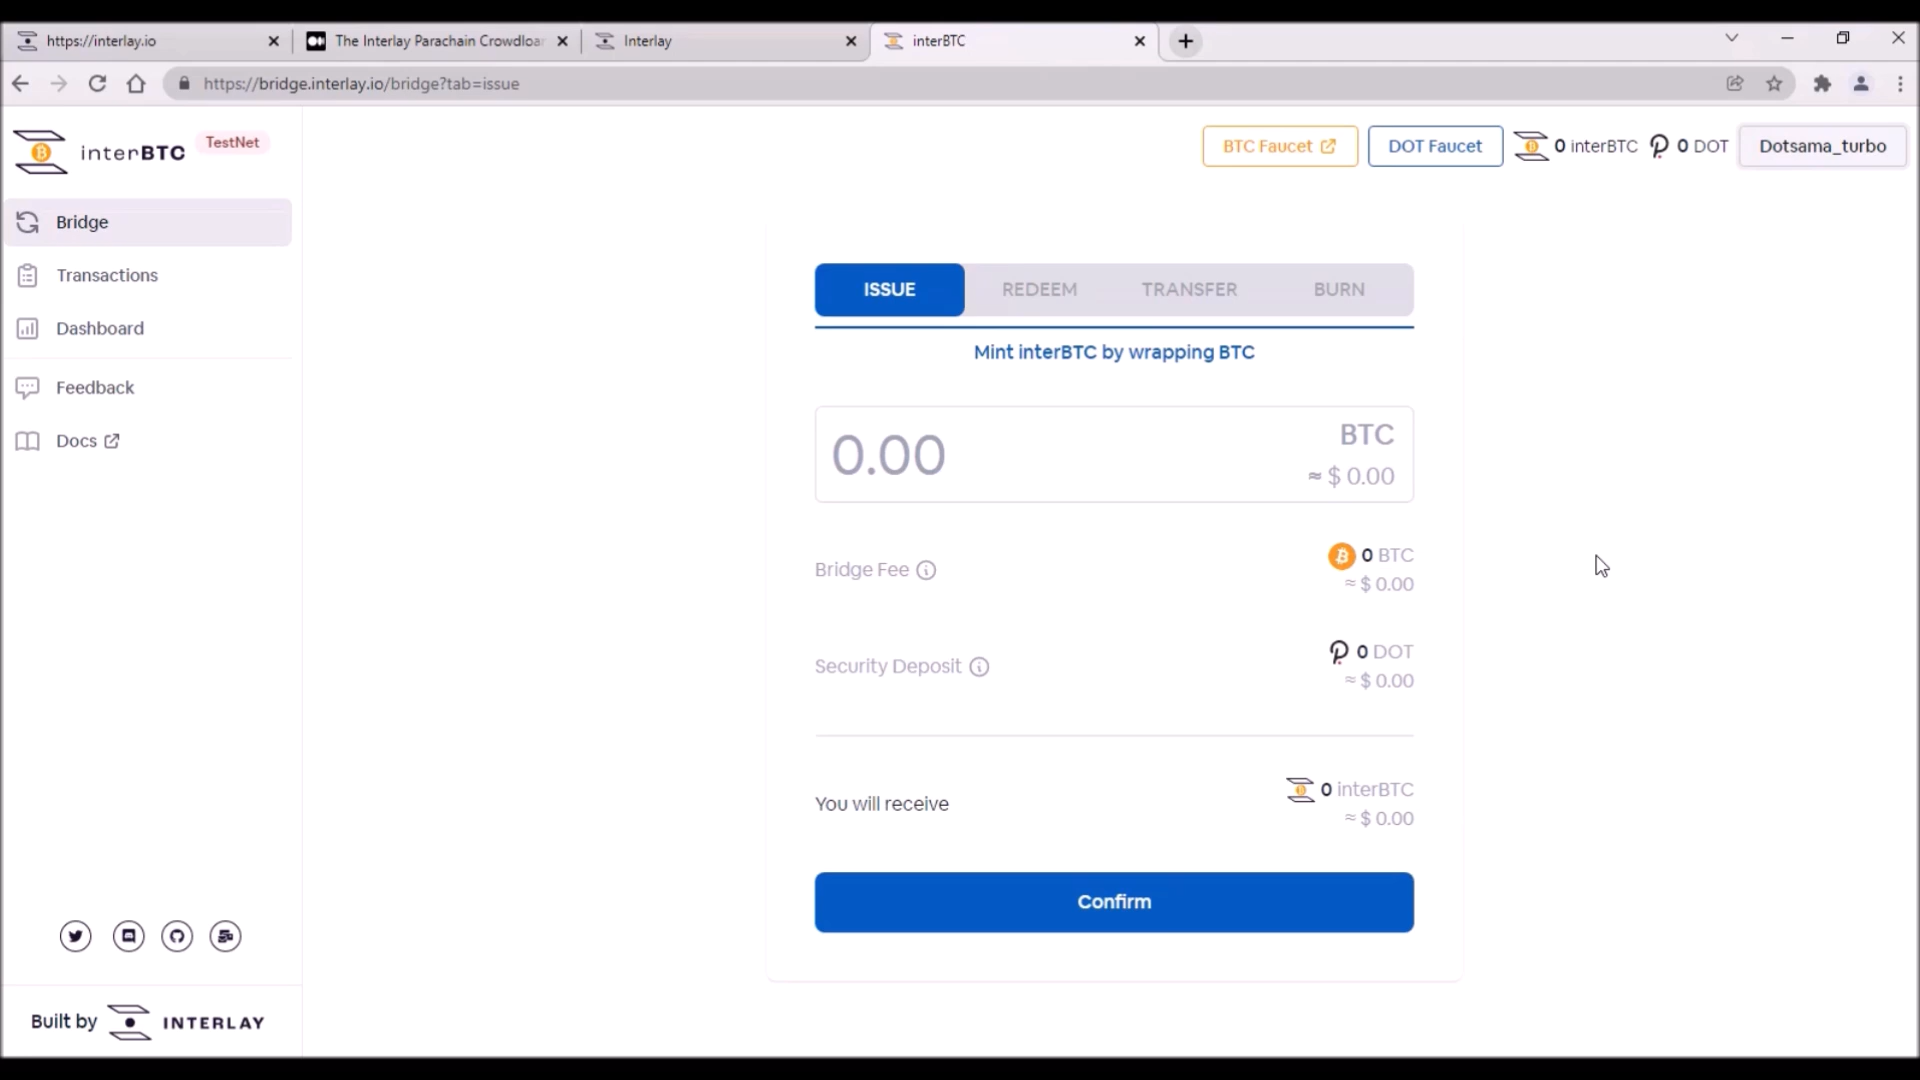 https://interlay.io
The Interlay Parachain Crowdloa
Interlay
interBTC
https://bridge.interlay.io/bridge?tab=issue
interBTC
TestNet
BTC Faucet
DOT Faucet
0 interBTC
0 DOT
Dotsama_turbo
Bridge
Transactions
Dashboard
Feedback
Docs
ISSUE
REDEEM
TRANSFER
BURN
Mint interBTC by wrapping BTC
0.00
BTC
≈ $ 0.00
Bridge Fee
0 BTC
≈ $ 0.00
Security Deposit
0 DOT
≈ $ 0.00
You will receive
0 interBTC
≈ $ 0.00
Confirm
Built by INTERLAY